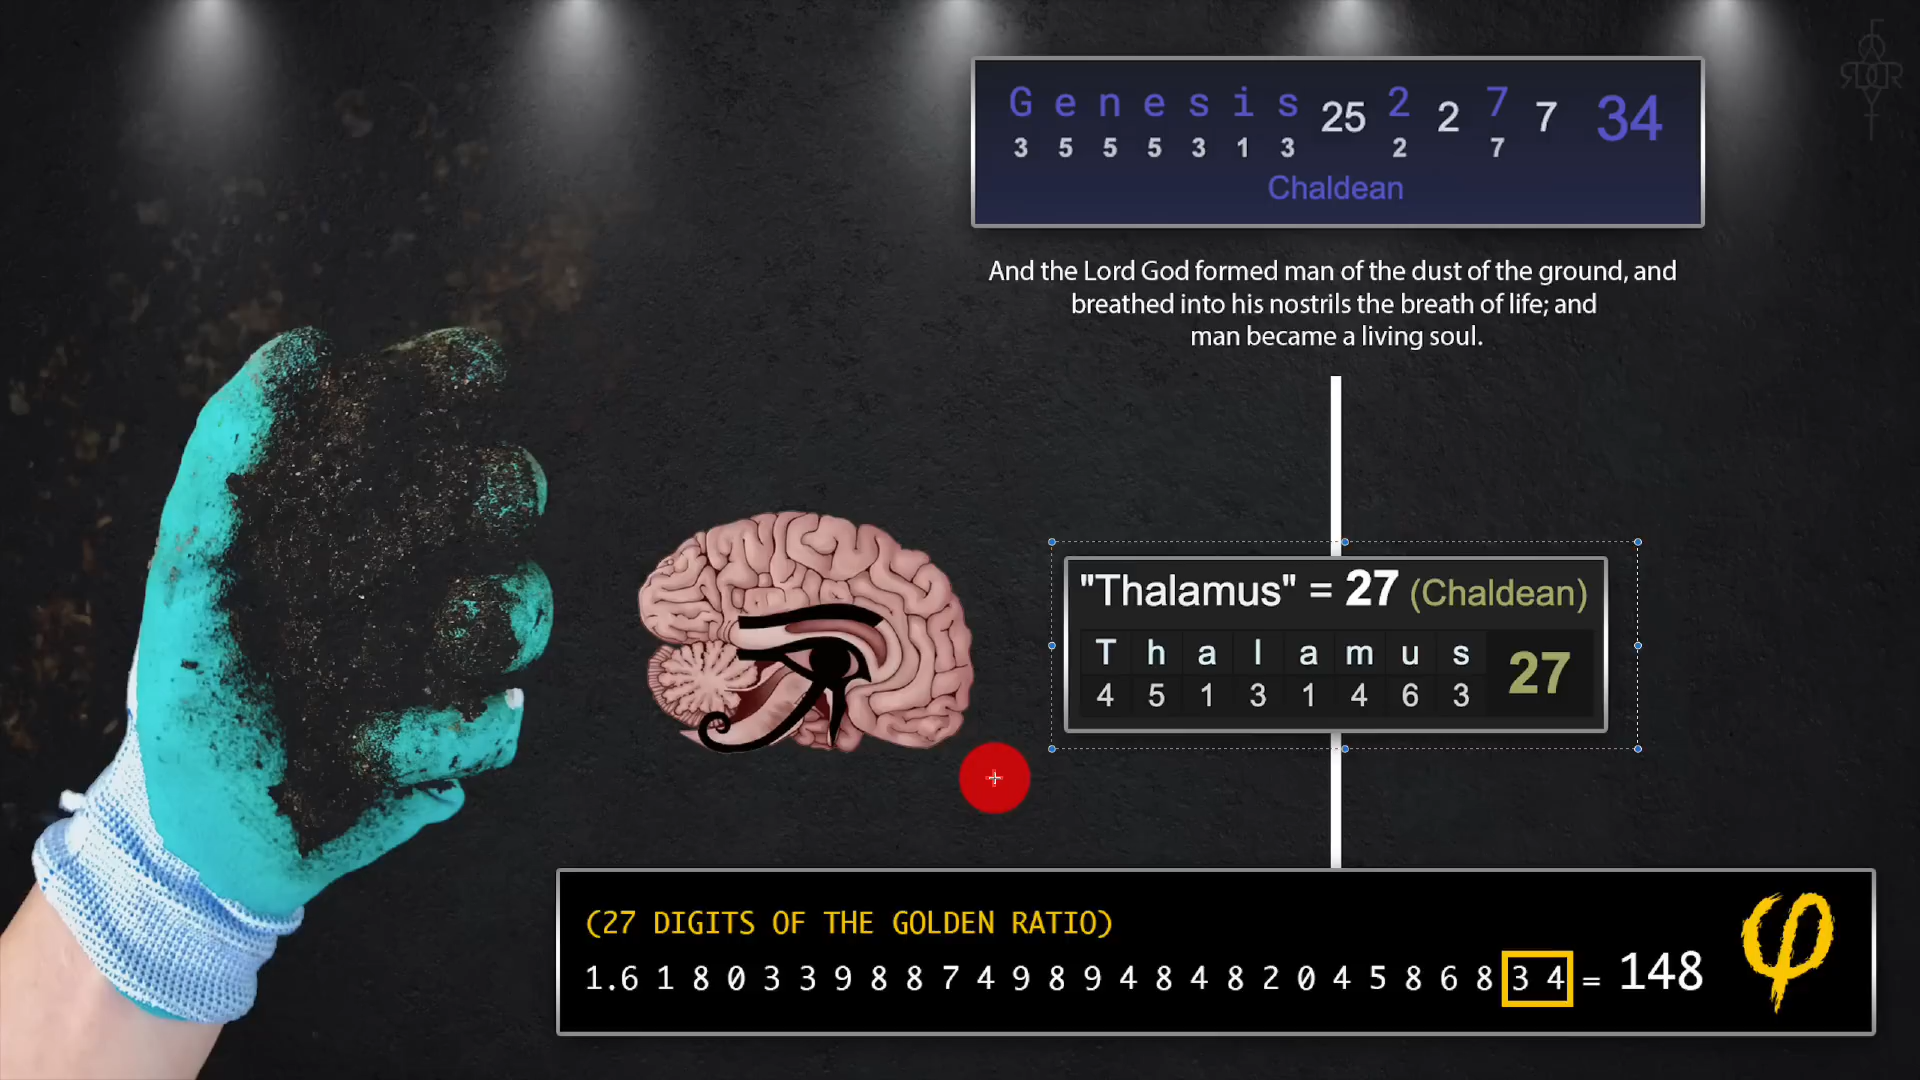 G e n e s i s 25 2 2 7 7 34
3 5 5 5 3 1 3 2 7
Chaldean
And the Lord God formed man of the dust of the ground, and
breathed into his nostrils the breath of life; and
man became a living soul.
"Thalamus" = 27 (Chaldean)
T h a l a m u s 27
4 5 1 3 1 4 6 3
(27 DIGITS OF THE GOLDEN RATIO)
1.6 1 8 0 3 3 9 8 8 7 4 9 8 9 4 8 4 8 2 0 4 5 8 6 8 3 4 = 148 φ